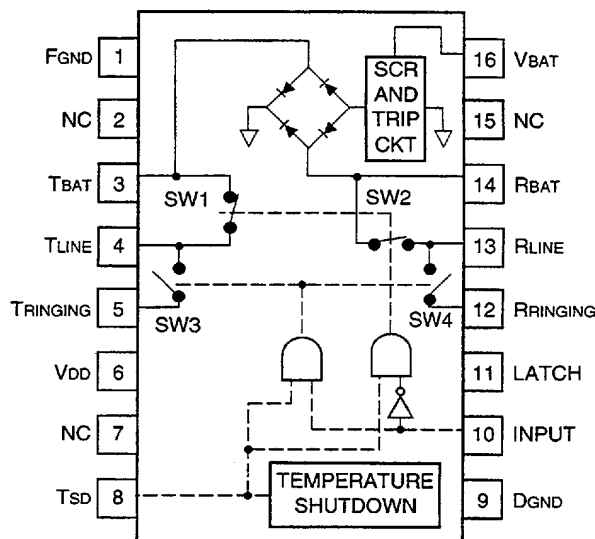 FGND 1
NC 2
TBAT 3
TLINE 4
TRINGING 5
VDD 6
NC 7
TSD 8
SW1
SW2
SW3
SW4
SCR
AND
TRIP
CKT
TEMPERATURE
SHUTDOWN
16 VBAT
15 NC
14 RBAT
13 RLINE
12 RRINGING
11 LATCH
10 INPUT
9 DGND